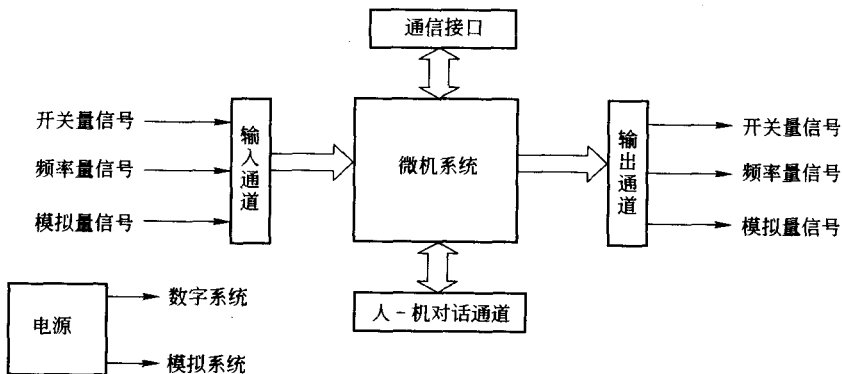 通信接口
开关量信号
频率量信号
模拟量信号
输入通道
微机系统
输出通道
开关量信号
频率量信号
模拟量信号
人-机对话通道
电源
数字系统
模拟系统